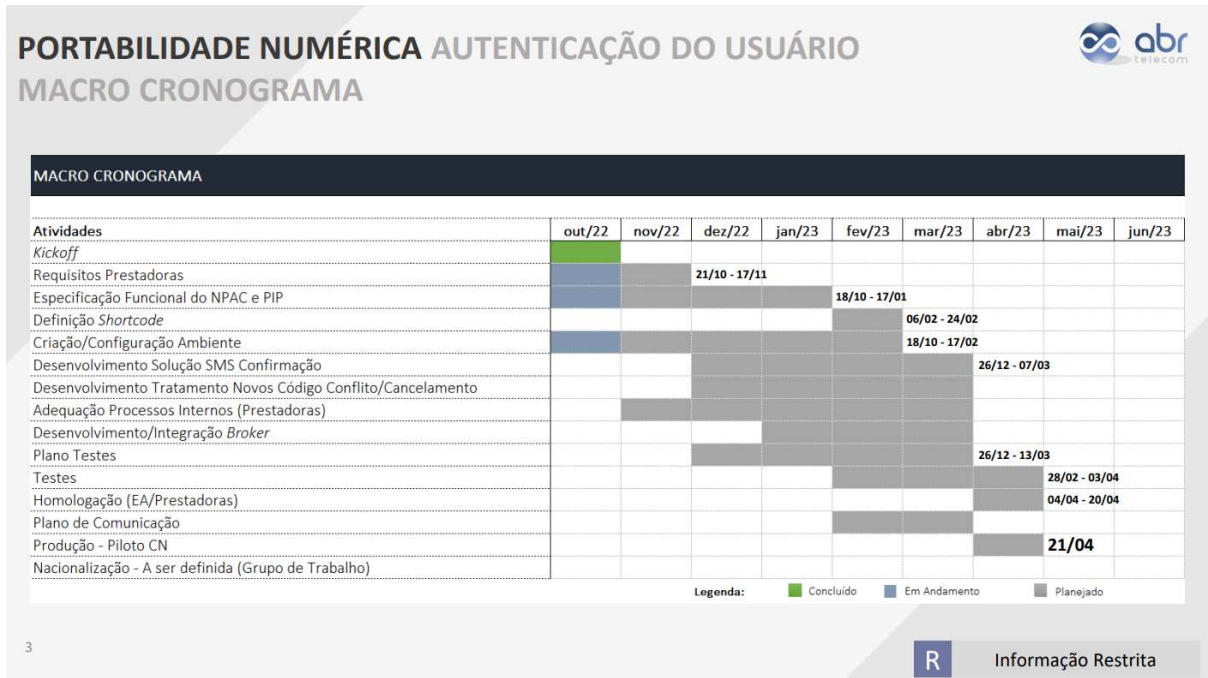 PORTABILIDADE NUMÉRICA AUTENTICAÇÃO DO USUÁRIO
MACRO CRONOGRAMA
abr
telecom
MACRO CRONOGRAMA
Atividades out/22 nov/22 dez/22 jan/23 fev/23 mar/23 abr/23 mai/23 jun/23
Kickoff
Requisitos Prestadoras 21/10 - 17/11
Especificação Funcional do NPAC e PIP 18/10 - 17/01
Definição Shortcode 06/02 - 24/02
Criação/Configuração Ambiente 18/10 - 17/02
Desenvolvimento Solução SMS Confirmação 26/12 - 07/03
Desenvolvimento Tratamento Novos Código Conflito/Cancelamento
Adequação Processos Internos (Prestadoras)
Desenvolvimento/Integração Broker
Plano Testes 26/12 - 13/03
Testes 28/02 - 03/04
Homologação (EA/Prestadoras) 04/04 - 20/04
Plano de Comunicação
Produção - Piloto CN 21/04
Nacionalização - A ser definida (Grupo de Trabalho)
Legenda: Concluído Em Andamento Planejado
3
R Informação Restrita